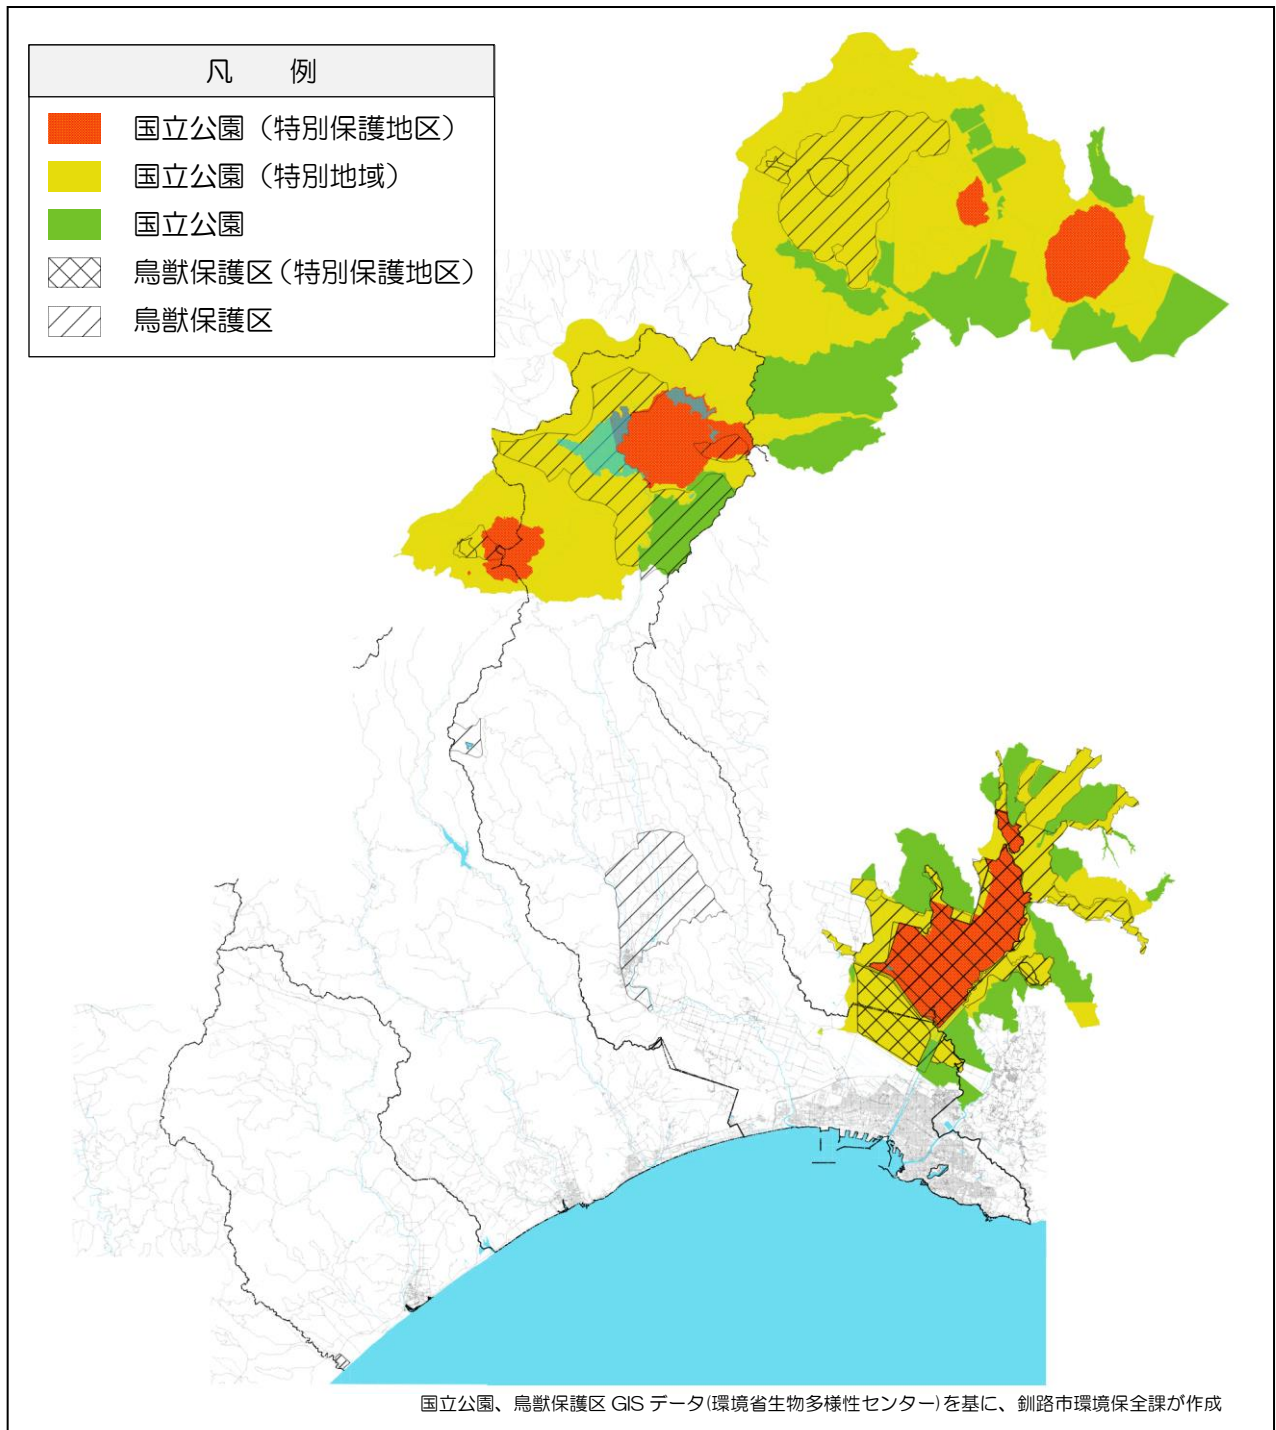 凡 例
国立公園（特別保護地区）
国立公園（特別地域）
国立公園
鳥獣保護区（特別保護地区）
鳥獣保護区
国立公園、鳥獣保護区 GIS データ(環境省生物多様性センター)を基に、釧路市環境保全課が作成